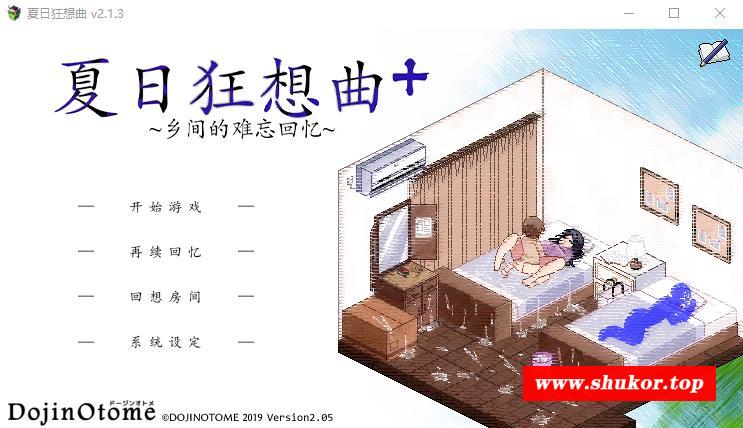 夏日狂想曲 v2.1.3
夏日狂想曲+
~乡间的难忘回忆~
— 开始游戏 —
— 再续回忆 —
— 回想房间 —
— 系统设定 —
www.shukor.top
ドージンオトメ
DojinOtome ©DOJINOTOME 2019 Version2.05